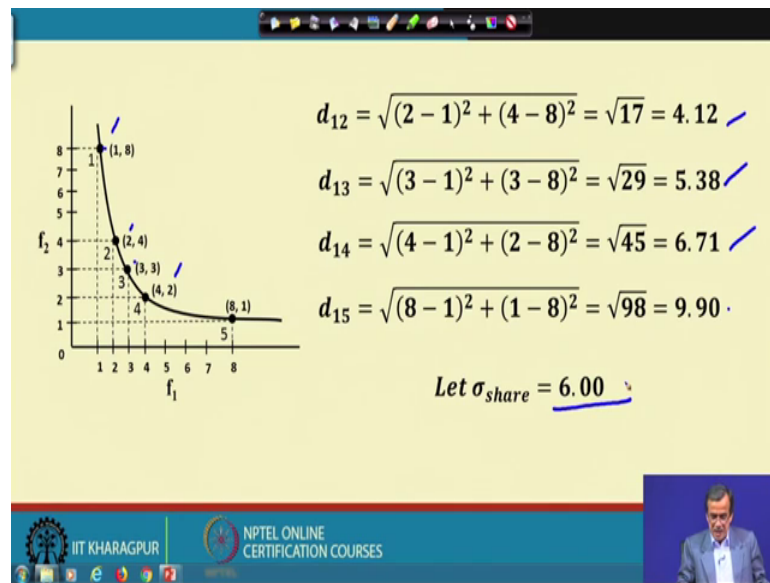 d₁₂ = √((2 − 1)² + (4 − 8)²) = √17 = 4.12
d₁₃ = √((3 − 1)² + (3 − 8)²) = √29 = 5.38
d₁₄ = √((4 − 1)² + (2 − 8)²) = √45 = 6.71
d₁₅ = √((8 − 1)² + (1 − 8)²) = √98 = 9.90
Let σ_share = 6.00
8
7
6
5
f₂ 4
3
2
1
0
1 (1, 8)
2 (2, 4)
3 (3, 3)
4 (4, 2)
5 (8, 1)
1 2 3 4 5 6 7 8
f₁
IIT KHARAGPUR
NPTEL ONLINE
CERTIFICATION COURSES
NPTEL